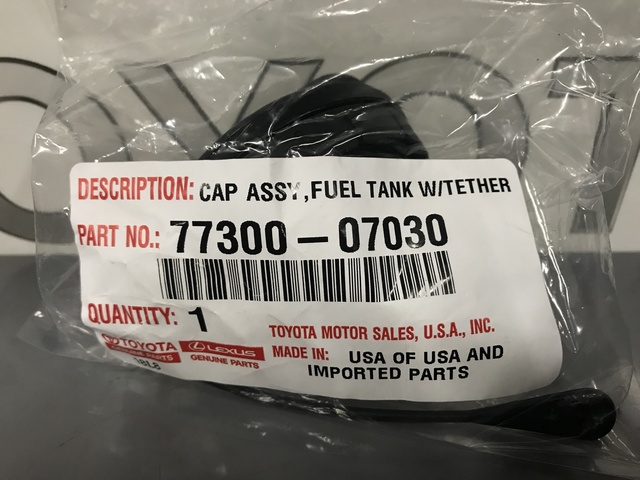 DESCRIPTION: CAP ASSY,FUEL TANK W/TETHER
PART NO.: 77300-07030
QUANTITY: 1
TOYOTA MOTOR SALES, U.S.A., INC.
TOYOTA
GENUINE PARTS
LEXUS
GENUINE PARTS
MADE IN: USA OF USA AND
IMPORTED PARTS